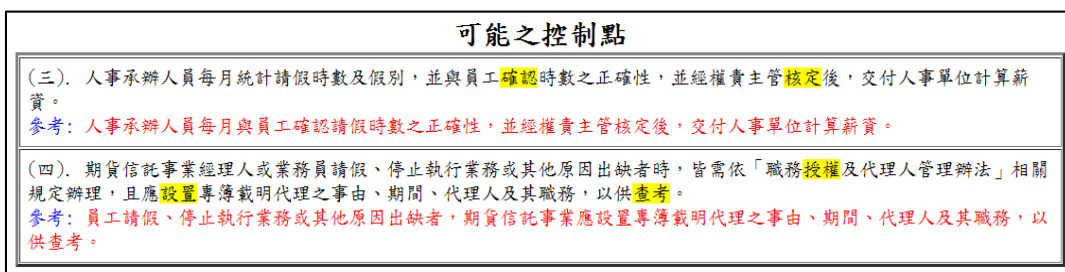 可能之控制點
(三). 人事承辦人員每月統計請假時數及假別，並與員工確認時數之正確性，並經權責主管核定後，交付人事單位計算薪
資。
參考: 人事承辦人員每月與員工確認請假時數之正確性，並經權責主管核定後，交付人事單位計算薪資。
(四). 期貨信託事業經理人或業務員請假、停止執行業務或其他原因出缺者時，皆需依「職務授權及代理人管理辦法」相關
規定辦理，且應設置專簿載明代理之事由、期間、代理人及其職務，以供查考。
參考: 員工請假、停止執行業務或其他原因出缺者，期貨信託事業應設置專簿載明代理之事由、期間、代理人及其職務，以
供查考。